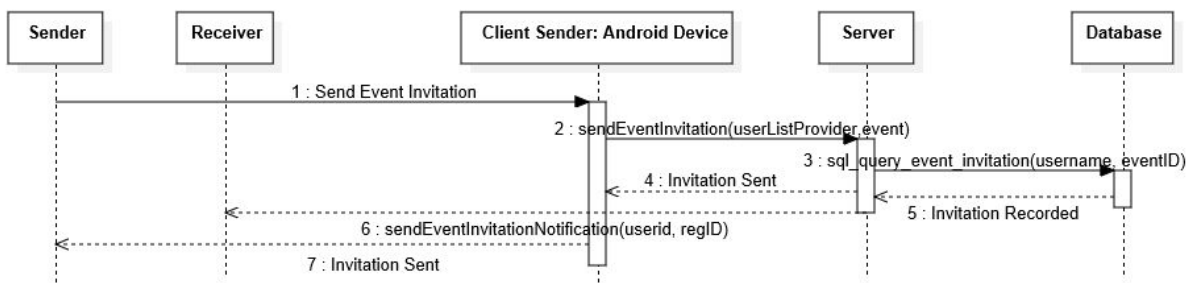 Sender
Receiver
Client Sender: Android Device
Server
Database
1 : Send Event Invitation
2 : sendEventInvitation(userListProvider,event)
3 : sql_query_event_invitation(username, eventID)
4 : Invitation Sent
5 : Invitation Recorded
6 : sendEventInvitationNotification(userid, regID)
7 : Invitation Sent